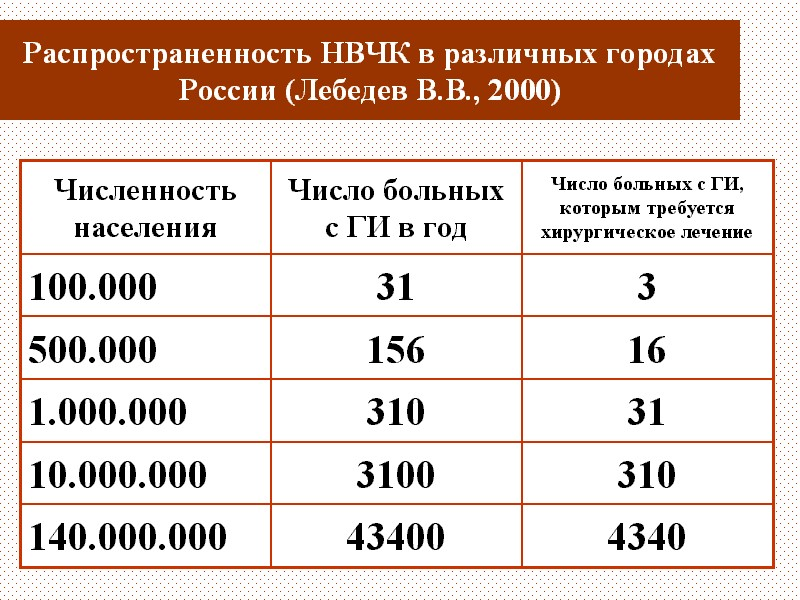 Распространенность НВЧК в различных городах
России (Лебедев В.В., 2000)
Численность
населения
Число больных
с ГИ в год
Число больных с ГИ,
которым требуется
хирургическое лечение
100.000 31 3
500.000 156 16
1.000.000 310 31
10.000.000 3100 310
140.000.000 43400 4340